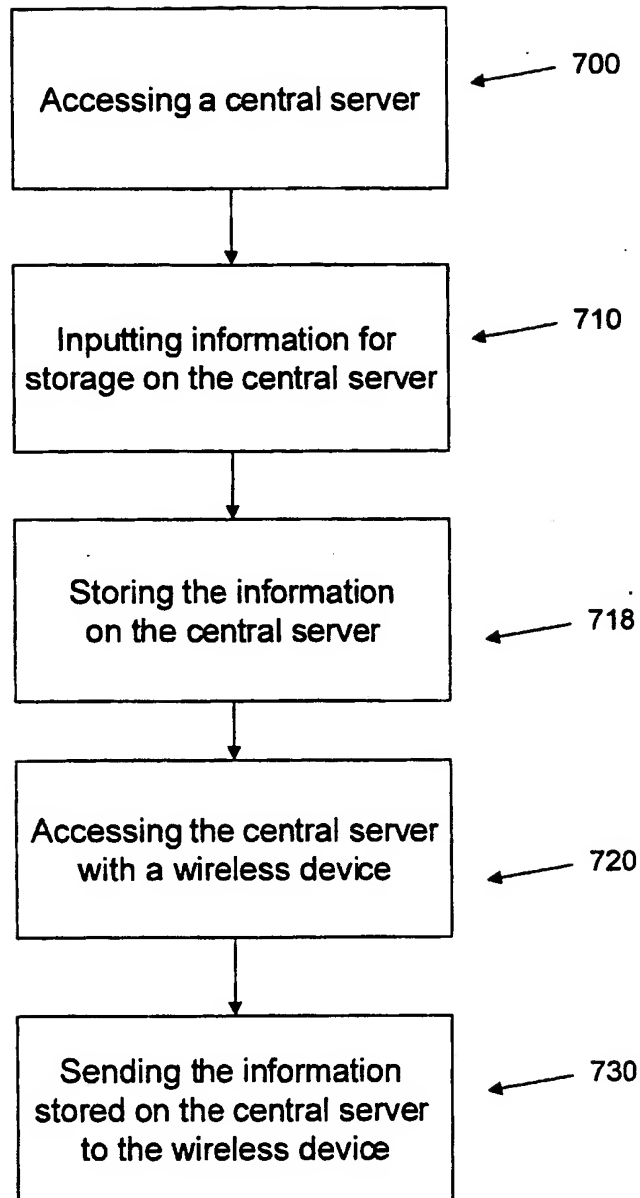 Accessing a central server
700
Inputting information for
storage on the central server
710
Storing the information
on the central server
718
Accessing the central server
with a wireless device
720
Sending the information
stored on the central server
to the wireless device
730